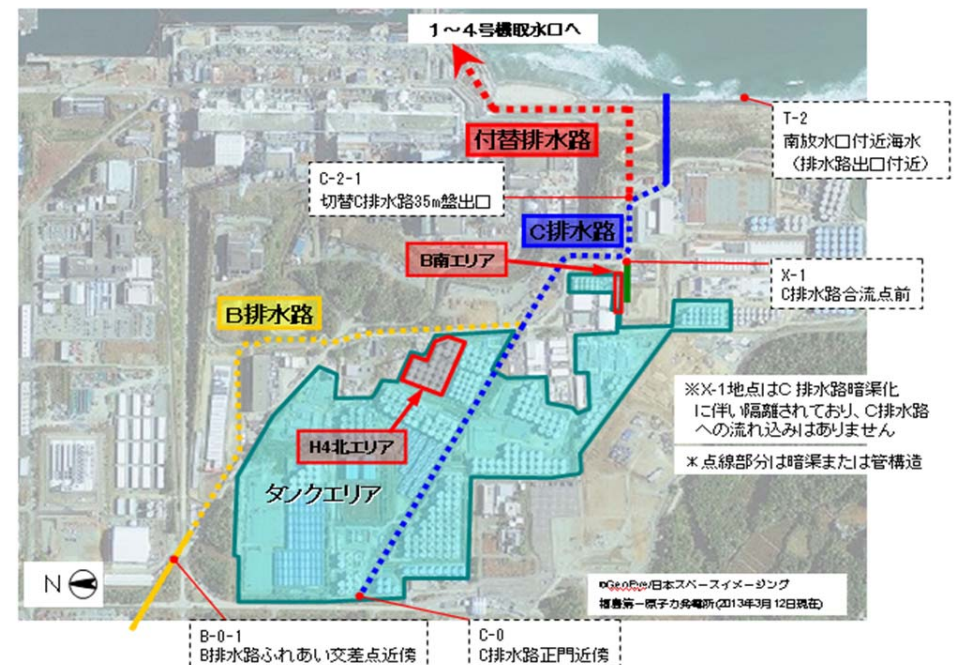 1～4号機取水口へ
T-2
南放水口付近海水
（排水路出口付近）
付替排水路
C-2-1
切替C排水路35m盤出口
C排水路
B南エリア
X-1
C排水路合流点前
B排水路
※X-1地点はC排水路暗渠化
に伴い隔離されており、C排水路
への流れ込みはありません
＊点線部分は暗渠または管構造
H4北エリア
タンクエリア
N
©GeoEye/日本スペースイメージング
福島第一原子力発電所(2013年3月12日現在)
B-0-1
B排水路ふれあい交差点近傍
C-0
C排水路正門近傍